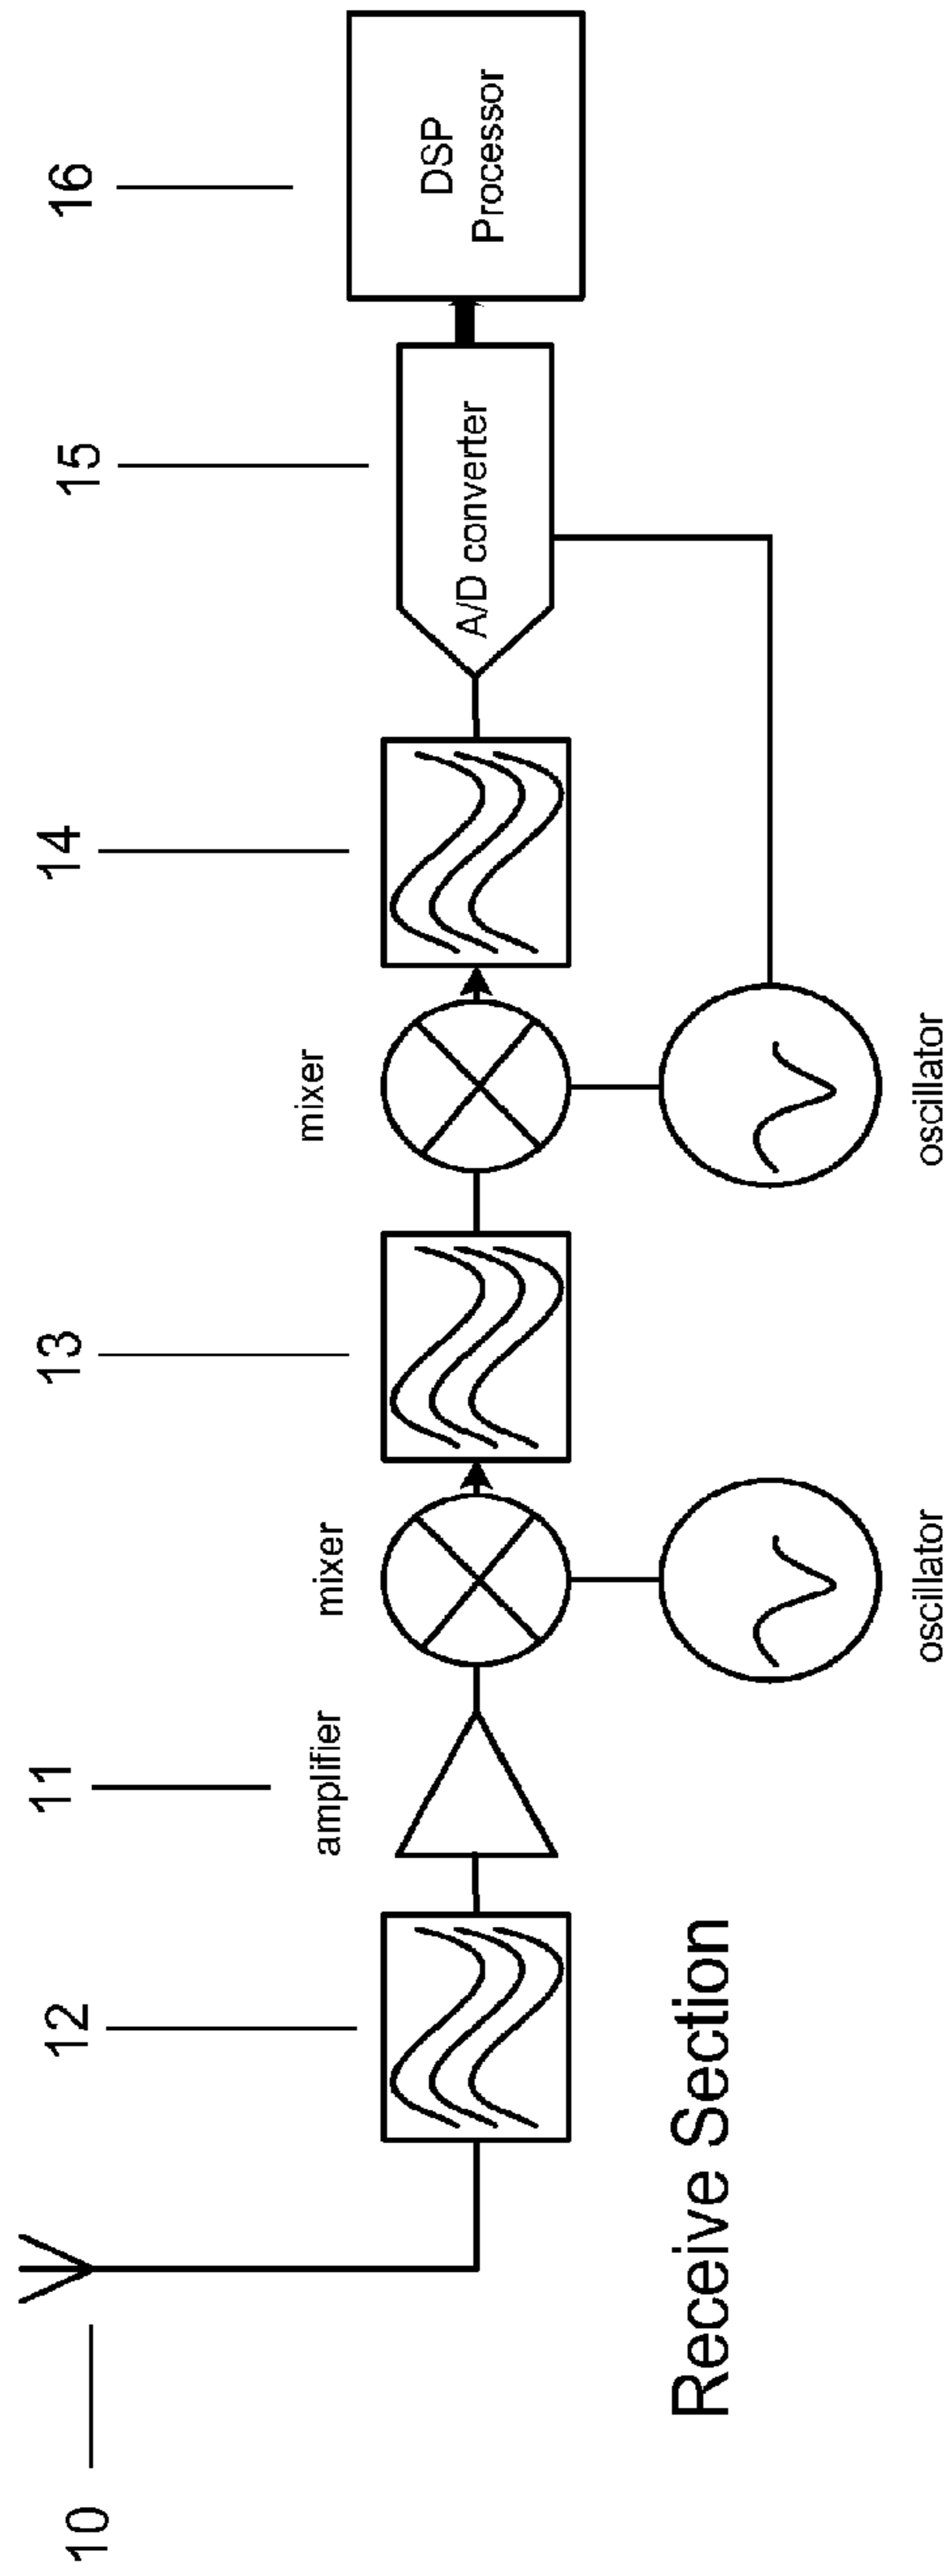 10
12
11
13
14
15
16
amplifier
mixer
mixer
A/D converter
DSP
Processor
oscillator
oscillator
Receive Section